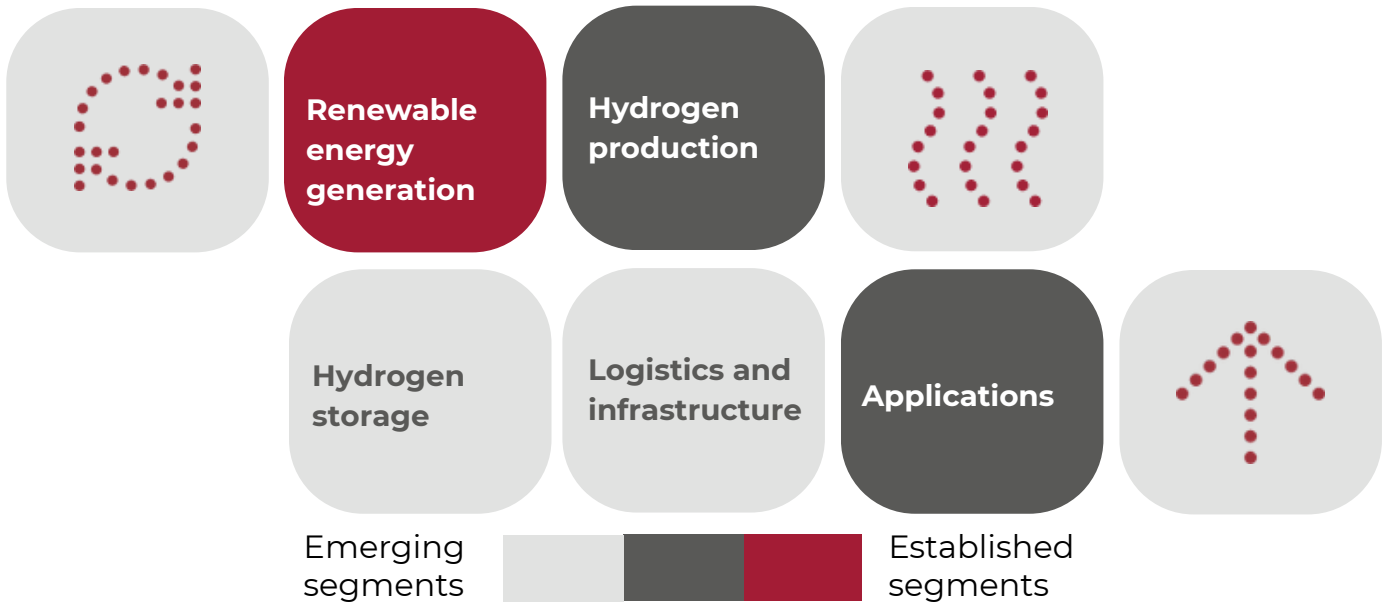 Renewable
energy
generation
Hydrogen
production
Hydrogen
storage
Logistics and
infrastructure
Applications
Emerging
segments
Established
segments